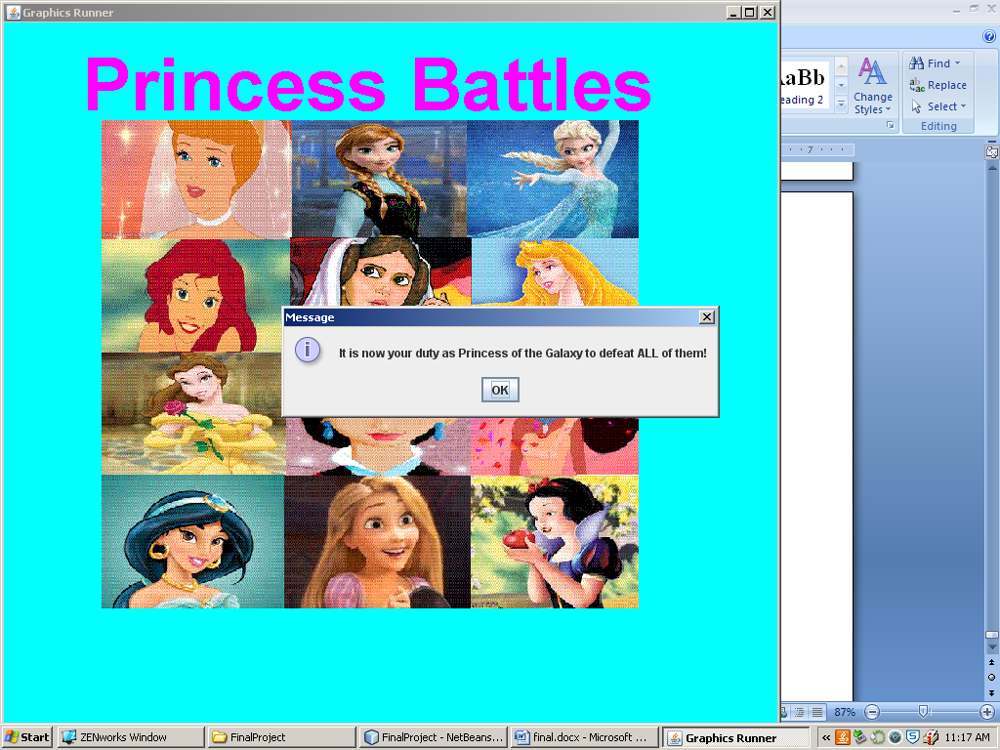 Graphics Runner
Princess Battles
AaBb
eading 2
Change
Styles
Find
Replace
Select
Editing
7
Message
i
It is now your duty as Princess of the Galaxy to defeat ALL of them!
OK
87%
Start
ZENworks Window
FinalProject
FinalProject - NetBeans...
final.docx - Microsoft ...
Graphics Runner
11:17 AM